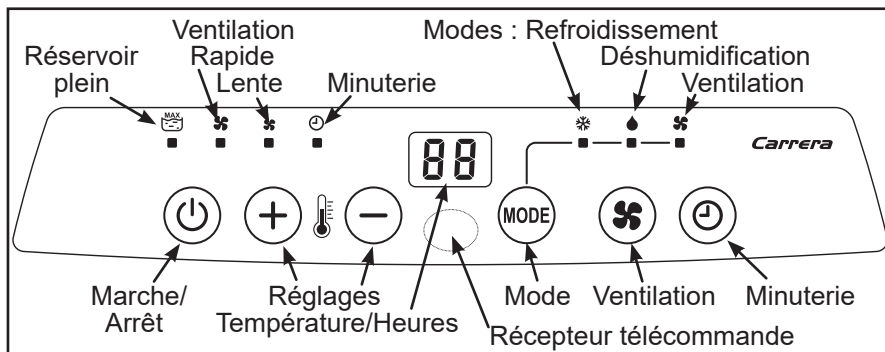 Ventilation
Modes : Refroidissement
Réservoir
plein
Rapide
Lente
Minuterie
Déshumidification
Ventilation
MAX
88
Carrera
MODE
Marche/
Arrêt
Réglages
Température/Heures
Mode
Ventilation
Minuterie
Récepteur télécommande